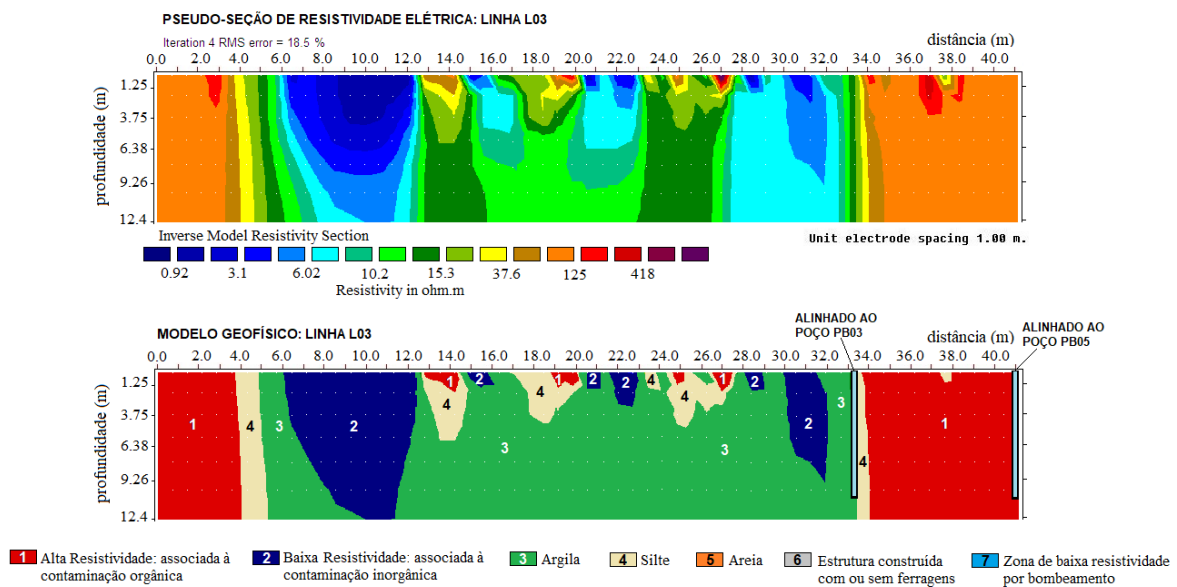 PSEUDO-SEÇÃO DE RESISTIVIDADE ELÉTRICA: LINHA L03
Iteration 4 RMS error = 18.5 %
distância (m)
0.0 2.0 4.0 6.0 8.0 10.0 12.0 14.0 16.0 18.0 20.0 22.0 24.0 26.0 28.0 30.0 32.0 34.0 36.0 38.0 40.0
profundidade (m)
1.25
3.75
6.38
9.26
12.4
Inverse Model Resistivity Section
Unit electrode spacing 1.00 m.
0.92 3.1 6.02 10.2 15.3 37.6 125 418
Resistivity in ohm.m
ALINHADO AO
POÇO PB03
ALINHADO AO
POÇO PB05
MODELO GEOFÍSICO: LINHA L03
distância (m)
0.0 2.0 4.0 6.0 8.0 10.0 12.0 14.0 16.0 18.0 20.0 22.0 24.0 26.0 28.0 30.0 32.0 34.0 36.0 38.0 40.0
profundidade (m)
1.25
3.75
6.38
9.26
12.4
1 2 1 2 2 4 1 2
4 4 4
1 4 3 2 2 3 1
3 3 4
1 Alta Resistividade: associada à
contaminação orgânica
2 Baixa Resistividade: associada à
contaminação inorgânica
3 Argila
4 Silte
5 Areia
6 Estrutura construída
com ou sem ferragens
7 Zona de baixa resistividade
por bombeamento